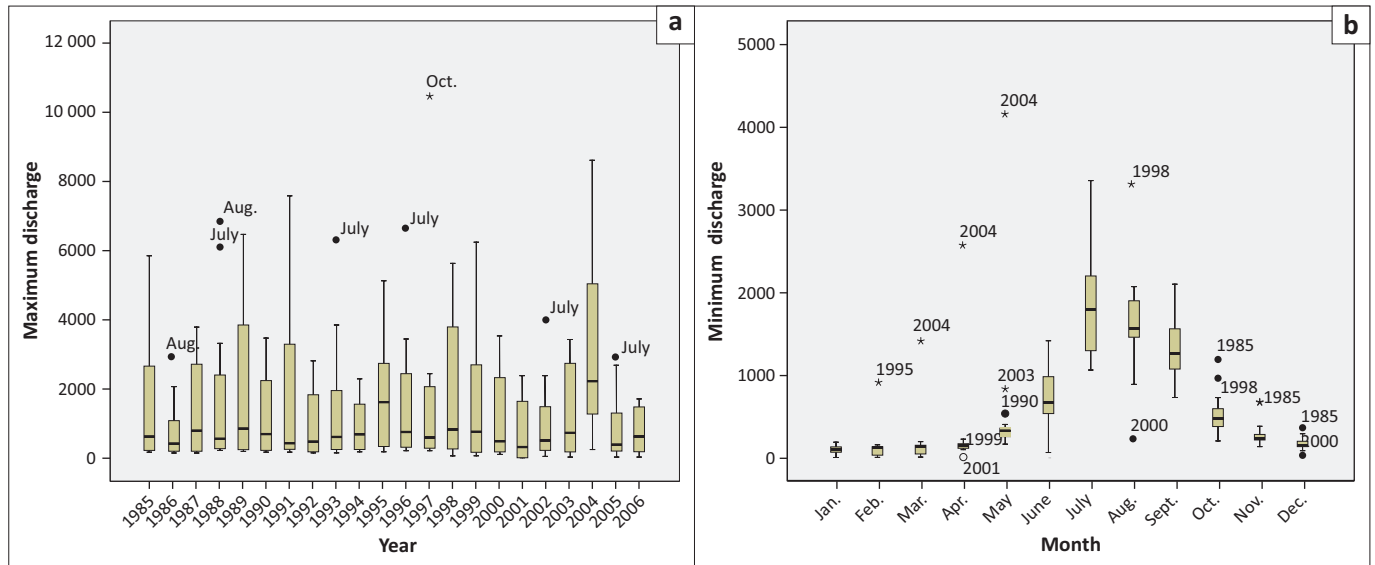 a
12 000
10 000
8000
6000
4000
2000
0
Maximum discharge
Oct.
Aug.
July
July
July
Aug.
July
July
1985
1986
1987
1988
1989
1990
1991
1992
1993
1994
1995
1996
1997
1998
1999
2000
2001
2002
2003
2004
2005
2006
Year
b
5000
4000
3000
2000
1000
0
Minimum discharge
2004
1998
2004
2004
1995
2003
1990
1999
2001
2000
1985
1998
1985
1985
2000
Jan.
Feb.
Mar.
Apr.
May
June
July
Aug.
Sept.
Oct.
Nov.
Dec.
Month